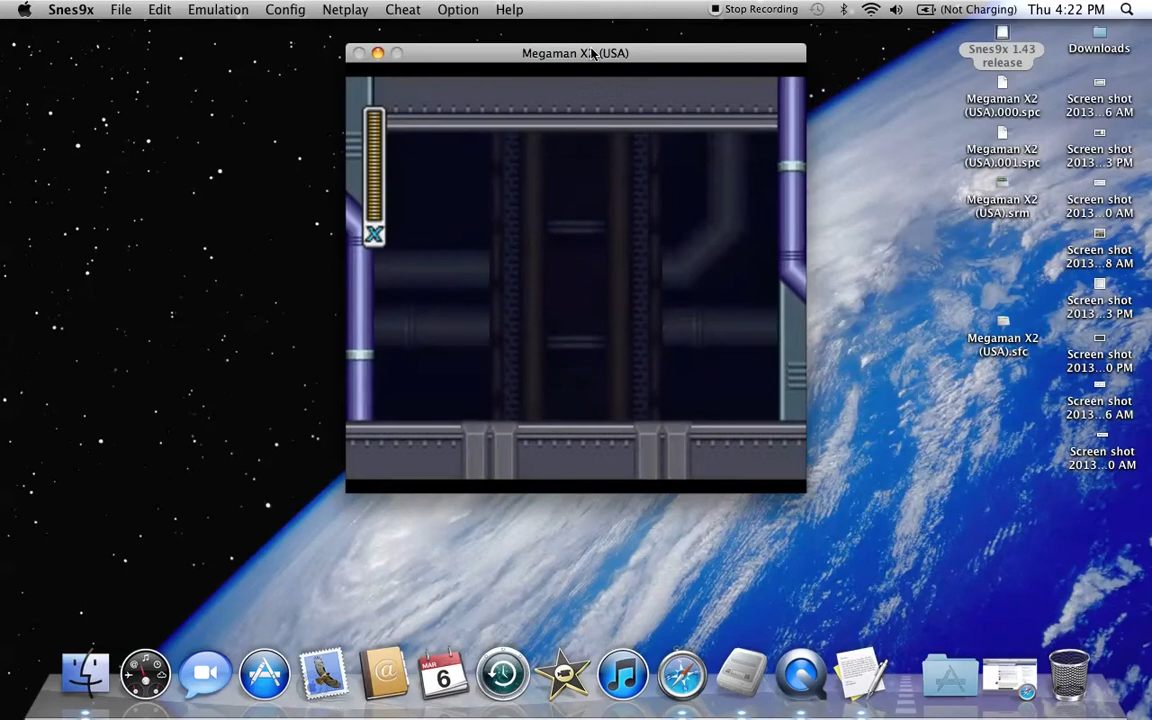 Snes9x File Edit Emulation Config Netplay Cheat Option Help
Stop Recording (Not Charging) Thu 4:22 PM
Megaman X2 (USA)
X
Snes9x 1.43
release
Downloads
Megaman X2
(USA).000.spc
Screen shot
2013...6 AM
Megaman X2
(USA).001.spc
Screen shot
2013...3 PM
Megaman X2
(USA).srm
Screen shot
2013...0 AM
Screen shot
2013...8 AM
Screen shot
2013...3 PM
Megaman X2
(USA).sfc
Screen shot
2013...0 PM
Screen shot
2013...6 AM
Screen shot
2013...0 AM
MAR
6